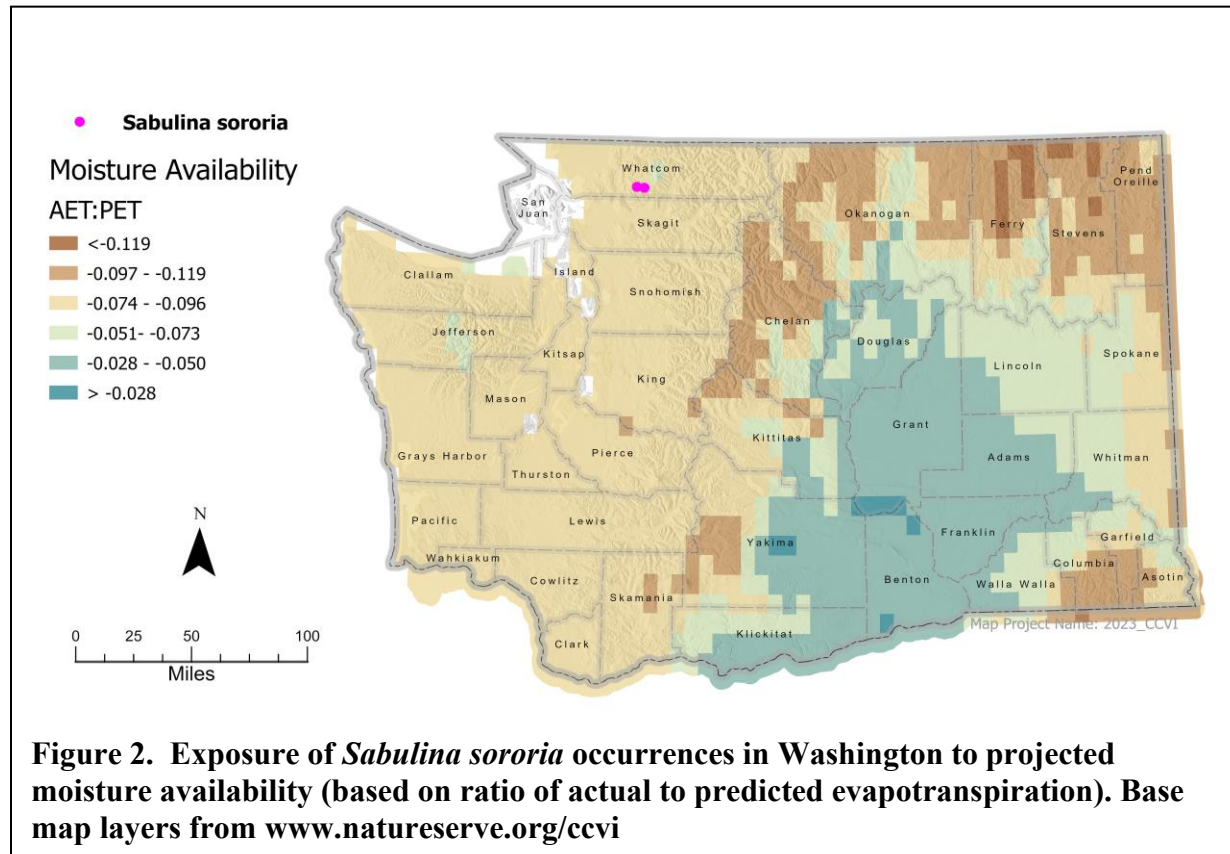 Sabulina sororia
Moisture Availability
AET:PET
<-0.119
-0.097 - -0.119
-0.074 - -0.096
-0.051- -0.073
-0.028 - -0.050
> -0.028
Whatcom
San
Juan
Skagit
Okanogan
Ferry
Stevens
Pend
Oreille
Clallam
Island
Snohomish
Chelan
Douglas
Jefferson
Kitsap
King
Lincoln
Spokane
Mason
Grant
Kittitas
Grays Harbor
Thurston
Pierce
Adams
Whitman
N
Pacific
Lewis
Yakima
Franklin
Garfield
Wahkiakum
Cowlitz
Skamania
Benton
Walla Walla
Columbia
Asotin
Clark
Klickitat
Map Project Name: 2023_CCVI
0 25 50 100
Miles
Figure 2. Exposure of Sabulina sororia occurrences in Washington to projected
moisture availability (based on ratio of actual to predicted evapotranspiration). Base
map layers from www.natureserve.org/ccvi